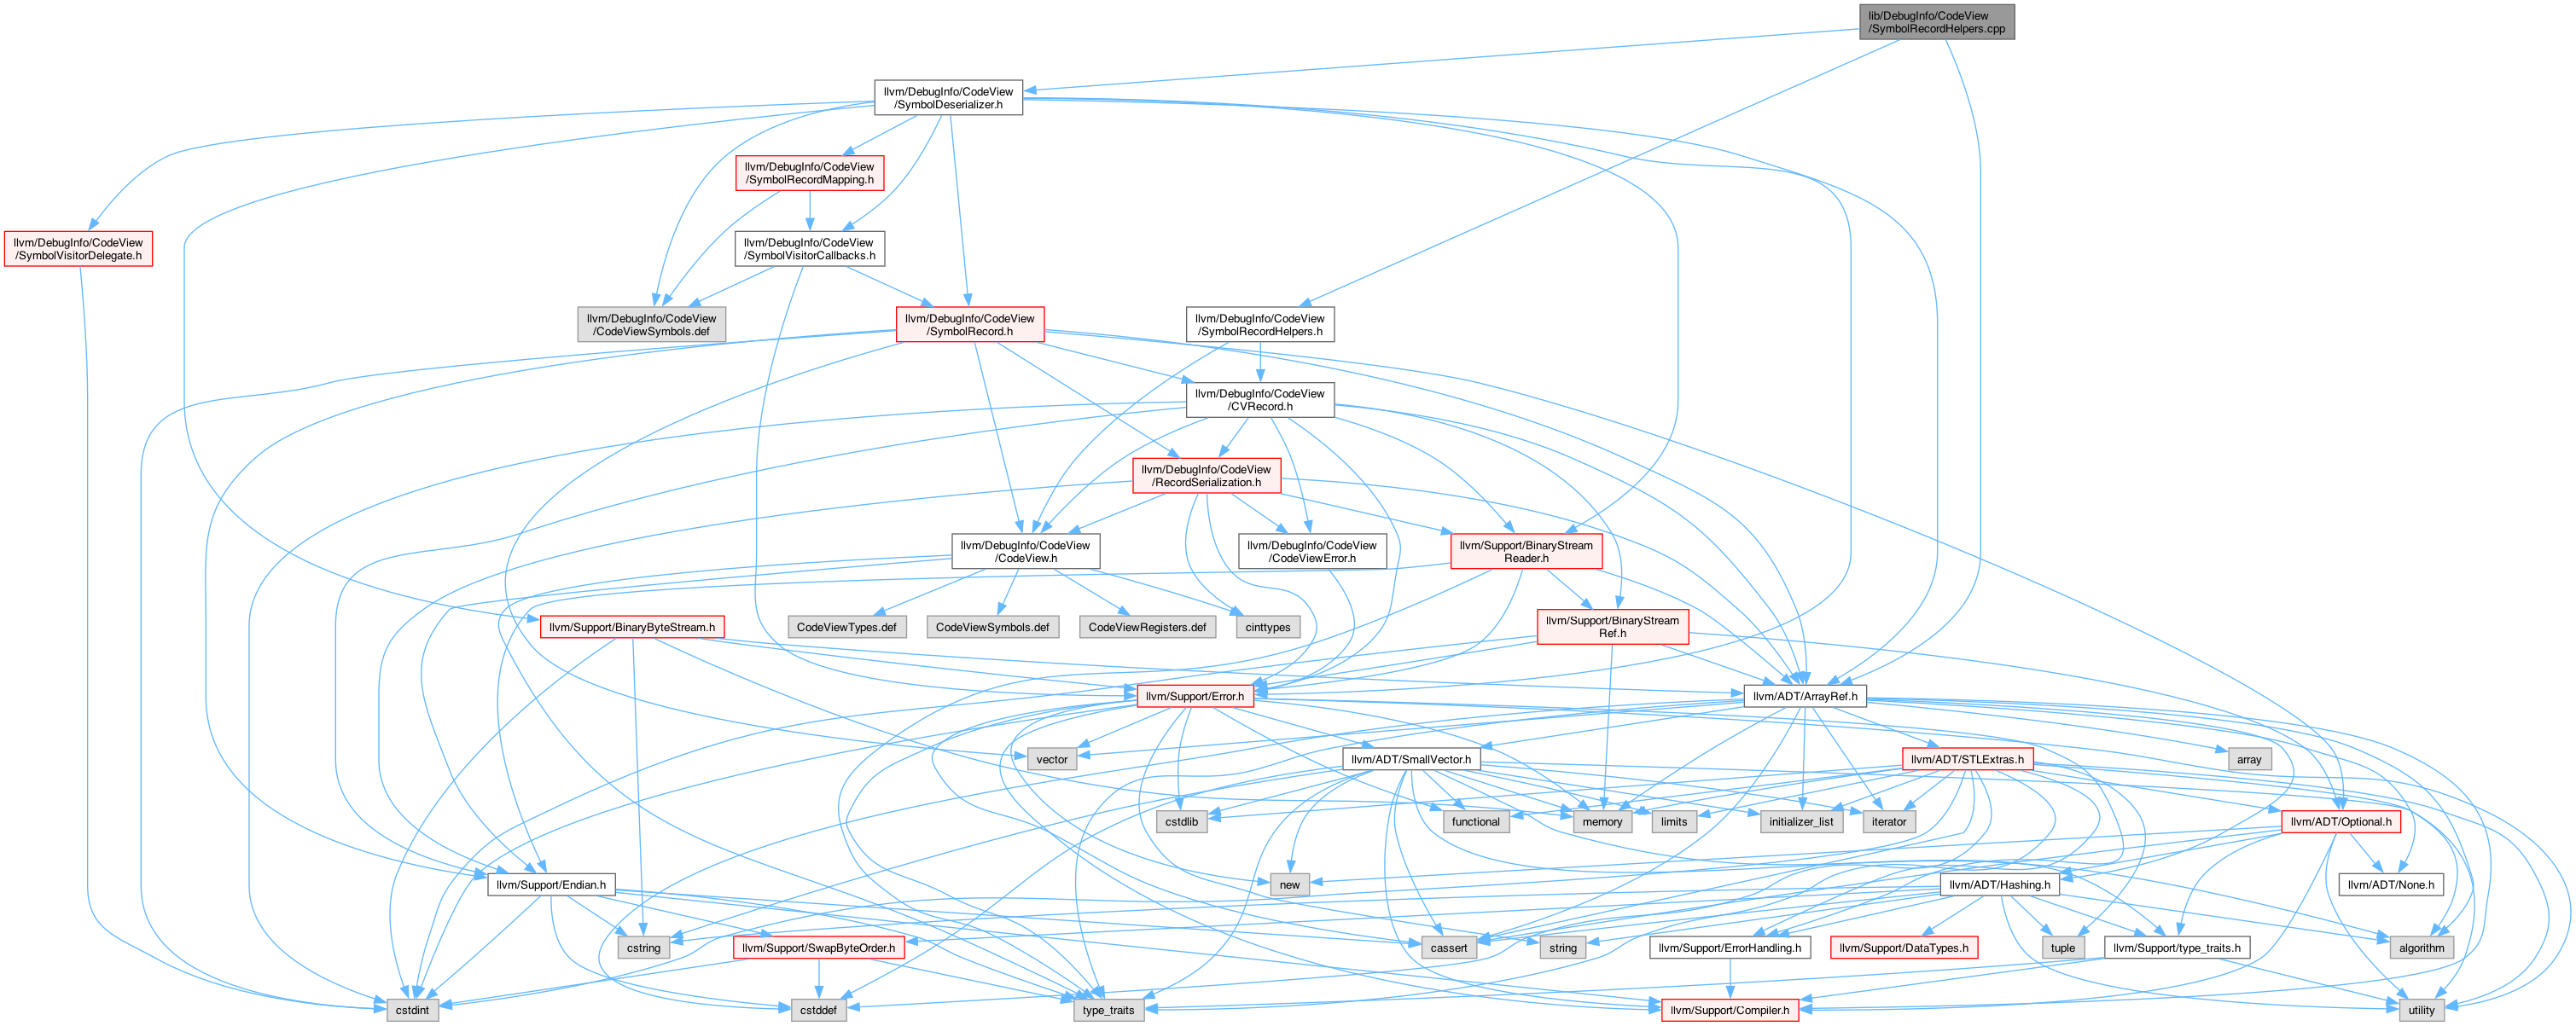 lib/DebugInfo/CodeView
/SymbolRecordHelpers.cpp
llvm/DebugInfo/CodeView
/SymbolDeserializer.h
llvm/DebugInfo/CodeView
/SymbolRecordMapping.h
llvm/DebugInfo/CodeView
/SymbolVisitorDelegate.h
llvm/DebugInfo/CodeView
/SymbolVisitorCallbacks.h
llvm/DebugInfo/CodeView
/CodeViewSymbols.def
llvm/DebugInfo/CodeView
/SymbolRecord.h
llvm/DebugInfo/CodeView
/SymbolRecordHelpers.h
llvm/DebugInfo/CodeView
/CVRecord.h
llvm/DebugInfo/CodeView
/RecordSerialization.h
llvm/DebugInfo/CodeView
/CodeView.h
llvm/DebugInfo/CodeView
/CodeViewError.h
llvm/Support/BinaryStream
Reader.h
llvm/Support/BinaryByteStream.h
CodeViewTypes.def
CodeViewSymbols.def
CodeViewRegisters.def
cinttypes
llvm/Support/BinaryStream
Ref.h
llvm/Support/Error.h
llvm/ADT/ArrayRef.h
vector
llvm/ADT/SmallVector.h
llvm/ADT/STLExtras.h
array
cstdlib
functional
memory
limits
initializer_list
iterator
llvm/ADT/Optional.h
llvm/Support/Endian.h
new
llvm/ADT/Hashing.h
llvm/ADT/None.h
cstring
llvm/Support/SwapByteOrder.h
cassert
string
llvm/Support/ErrorHandling.h
llvm/Support/DataTypes.h
tuple
llvm/Support/type_traits.h
algorithm
cstdint
cstddef
type_traits
llvm/Support/Compiler.h
utility